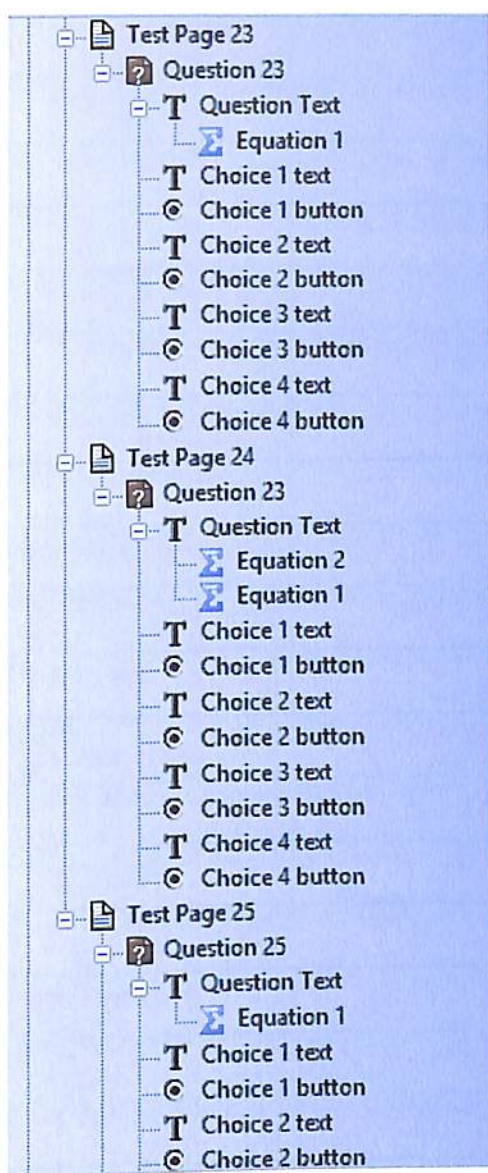 Test Page 23
Question 23
Question Text
Equation 1
Choice 1 text
Choice 1 button
Choice 2 text
Choice 2 button
Choice 3 text
Choice 3 button
Choice 4 text
Choice 4 button
Test Page 24
Question 23
Question Text
Equation 2
Equation 1
Choice 1 text
Choice 1 button
Choice 2 text
Choice 2 button
Choice 3 text
Choice 3 button
Choice 4 text
Choice 4 button
Test Page 25
Question 25
Question Text
Equation 1
Choice 1 text
Choice 1 button
Choice 2 text
Choice 2 button